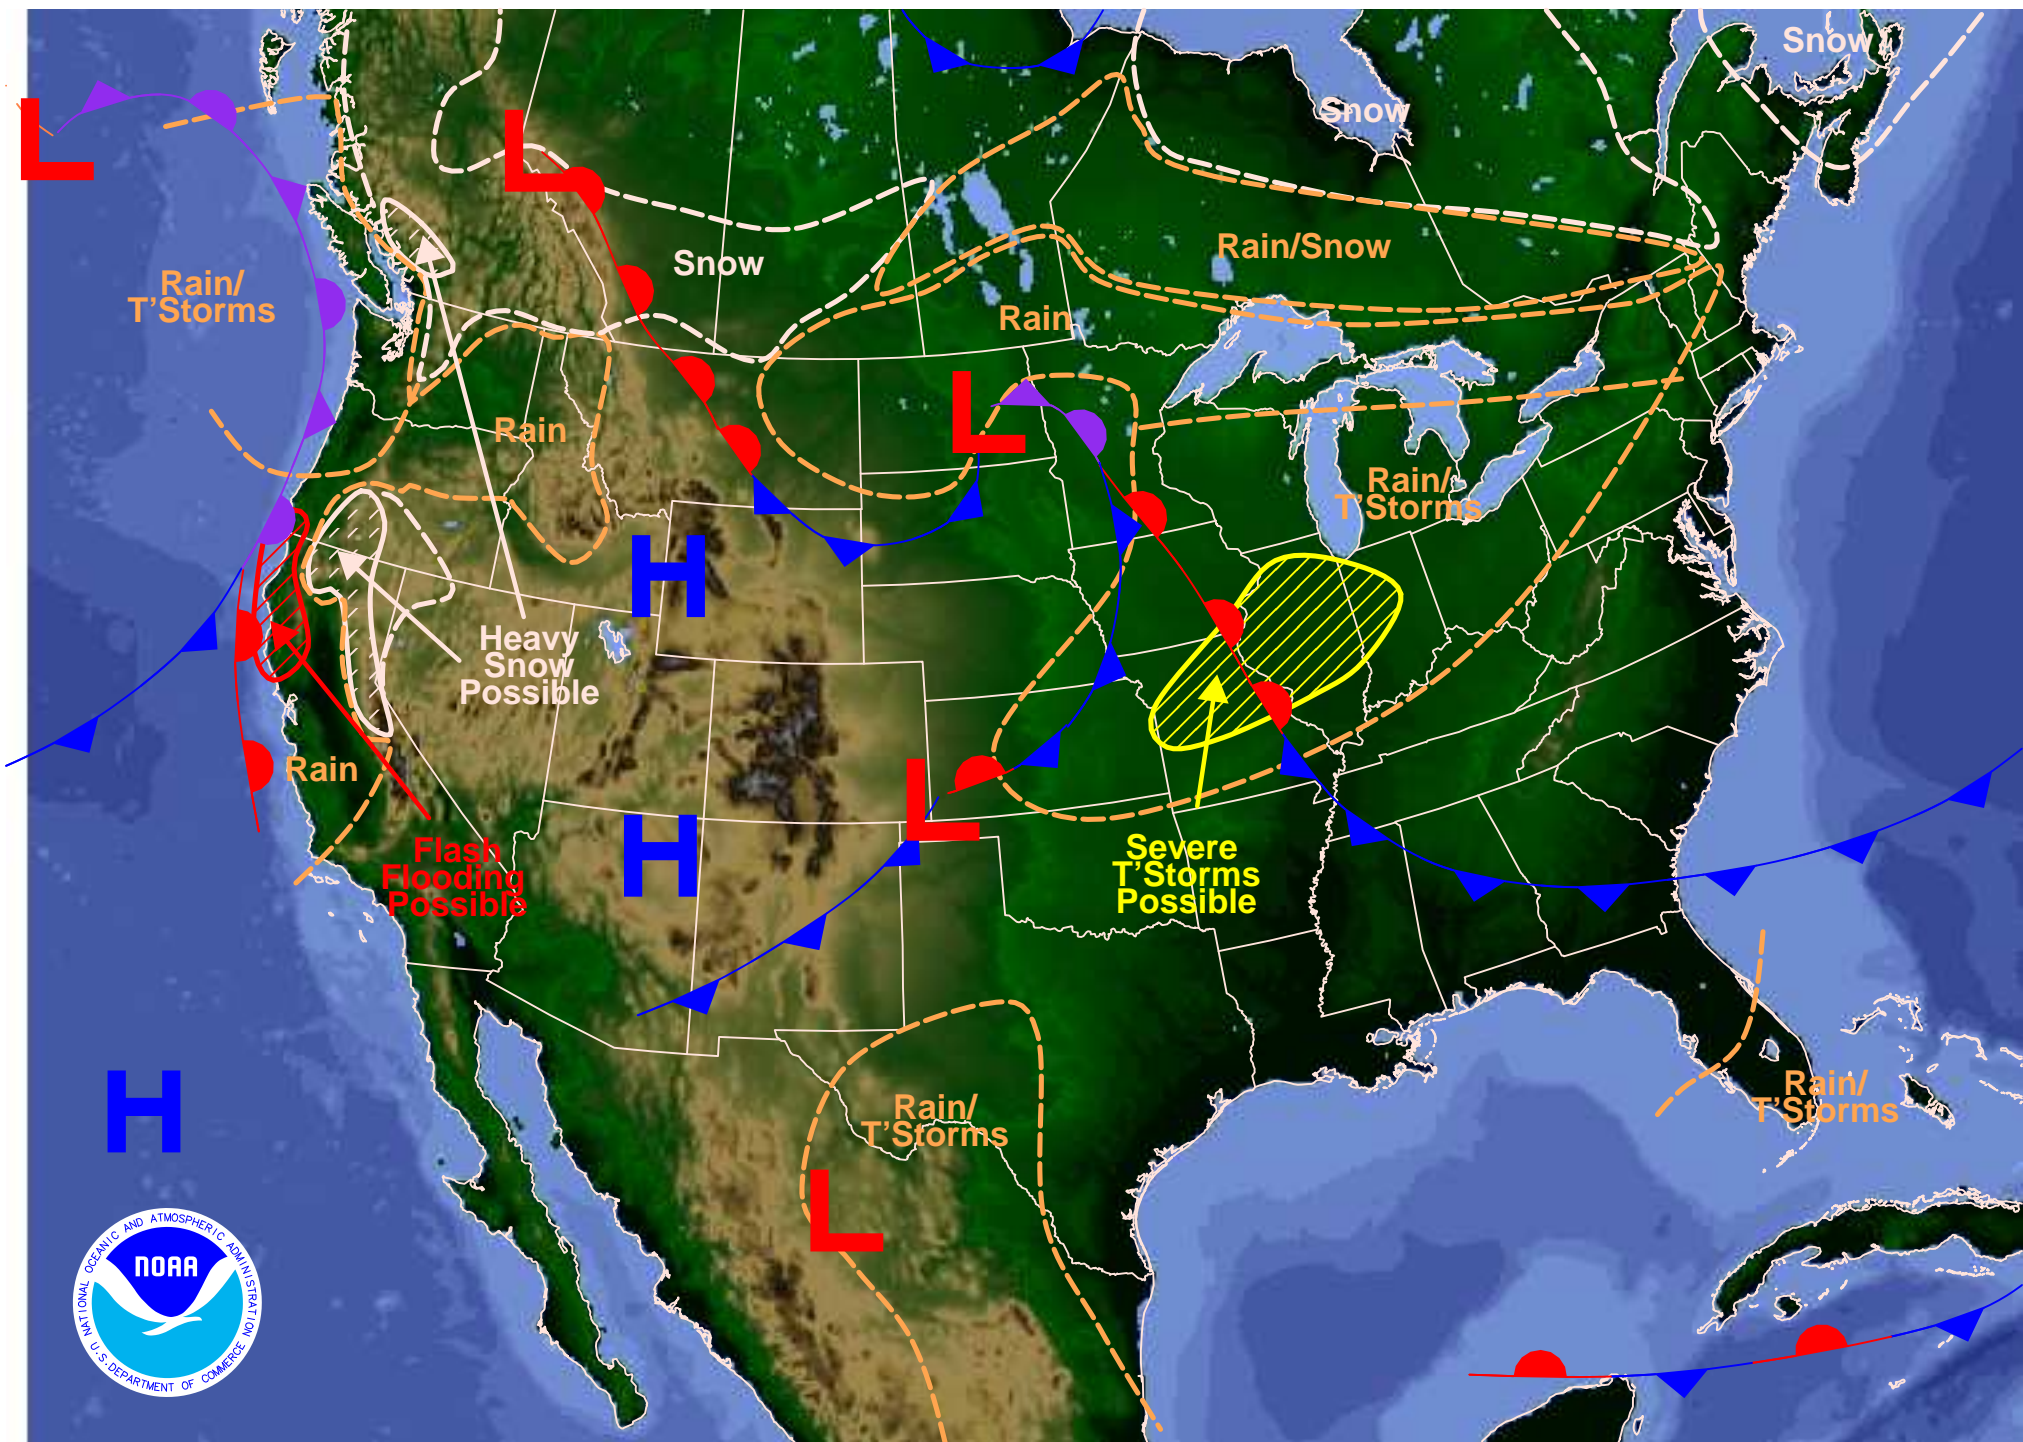 Snow
Snow
L
L
Rain/Snow
Snow
Rain/
T'Storms
Rain
L
Rain
Rain/
T'Storms
H
Heavy
Snow
Possible
Rain
L
H
Flash
Flooding
Possible
Severe
T'Storms
Possible
H
Rain/
T'Storms
Rain/
T'Storms
L
NATIONAL OCEANIC AND ATMOSPHERIC ADMINISTRATION
NOAA
U.S. DEPARTMENT OF COMMERCE